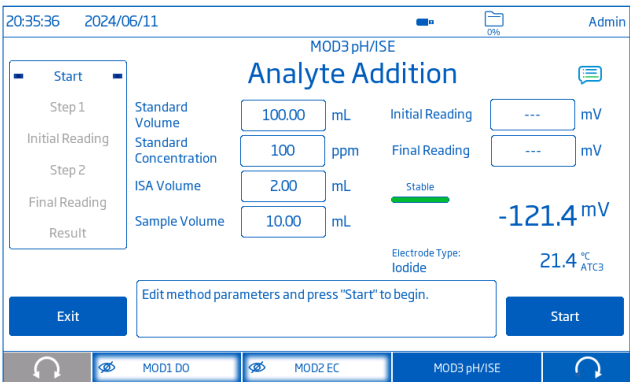 20:35:36 2024/06/11 0% Admin
MOD3 pH/ISE
Analyte Addition
Start
Step 1
Initial Reading
Step 2
Final Reading
Result
Standard
Volume
100.00 mL
Standard
Concentration
100 ppm
ISA Volume 2.00 mL
Sample Volume 10.00 mL
Initial Reading --- mV
Final Reading --- mV
Stable
-121.4 mV
Electrode Type:
Iodide
21.4 °C
ATC3
Exit
Edit method parameters and press "Start" to begin.
Start
MOD1 DO MOD2 EC MOD3 pH/ISE